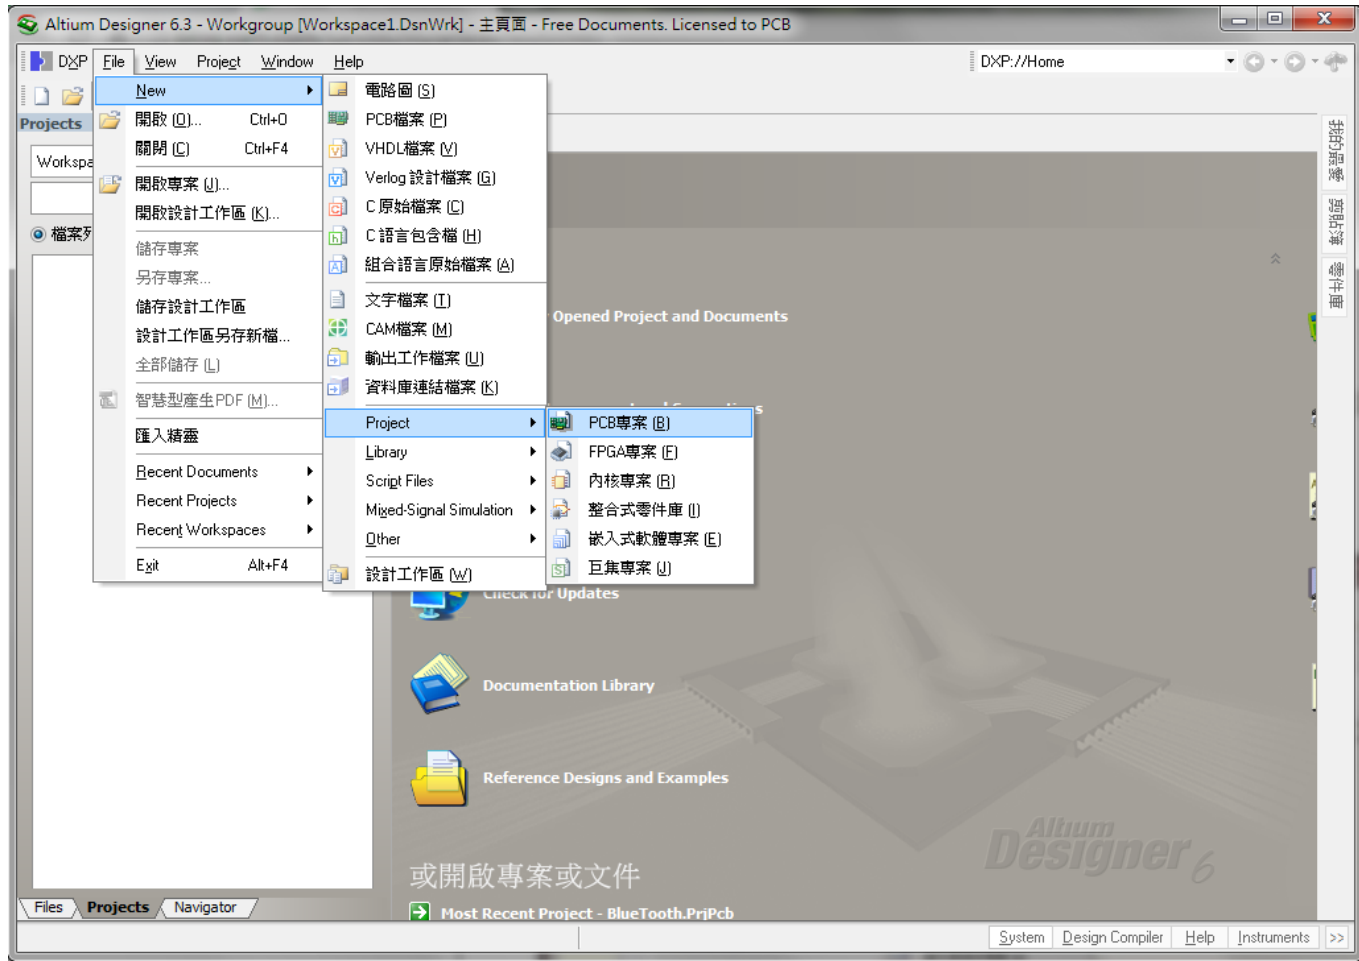 Altium Designer 6.3 - Workgroup [Workspace1.DsnWrk] - 主頁面 - Free Documents. Licensed to PCB
DXP File View Project Window Help DXP://Home
Projects
Workspa
檔案列
New
開啟 (O)... Ctrl+O
關閉 (C) Ctrl+F4
開啟專案 (J)...
開啟設計工作區 (K)...
儲存專案
另存專案...
儲存設計工作區
設計工作區另存新檔...
全部儲存 (L)
智慧型產生PDF (M)...
匯入精靈
Recent Documents
Recent Projects
Recent Workspaces
Exit Alt+F4
電路圖 (S)
PCB檔案 (P)
VHDL檔案 (V)
Verlog 設計檔案 (G)
C 原始檔案 (C)
C 語言包含檔 (H)
組合語言原始檔案 (A)
文字檔案 (T)
CAM檔案 (M)
輸出工作檔案 (U)
資料庫連結檔案 (K)
Project
Library
Script Files
Mixed-Signal Simulation
Other
設計工作區 (W)
PCB專案 (B)
FPGA專案 (F)
內核專案 (R)
整合式零件庫 (I)
嵌入式軟體專案 (E)
巨集專案 (J)
Opened Project and Documents
Check for Updates
Documentation Library
Reference Designs and Examples
Altium
Designer 6
或開啟專案或文件
Most Recent Project - BlueTooth.PrjPcb
我的最愛
剪貼簿
零件庫
Files Projects Navigator
System Design Compiler Help Instruments >>